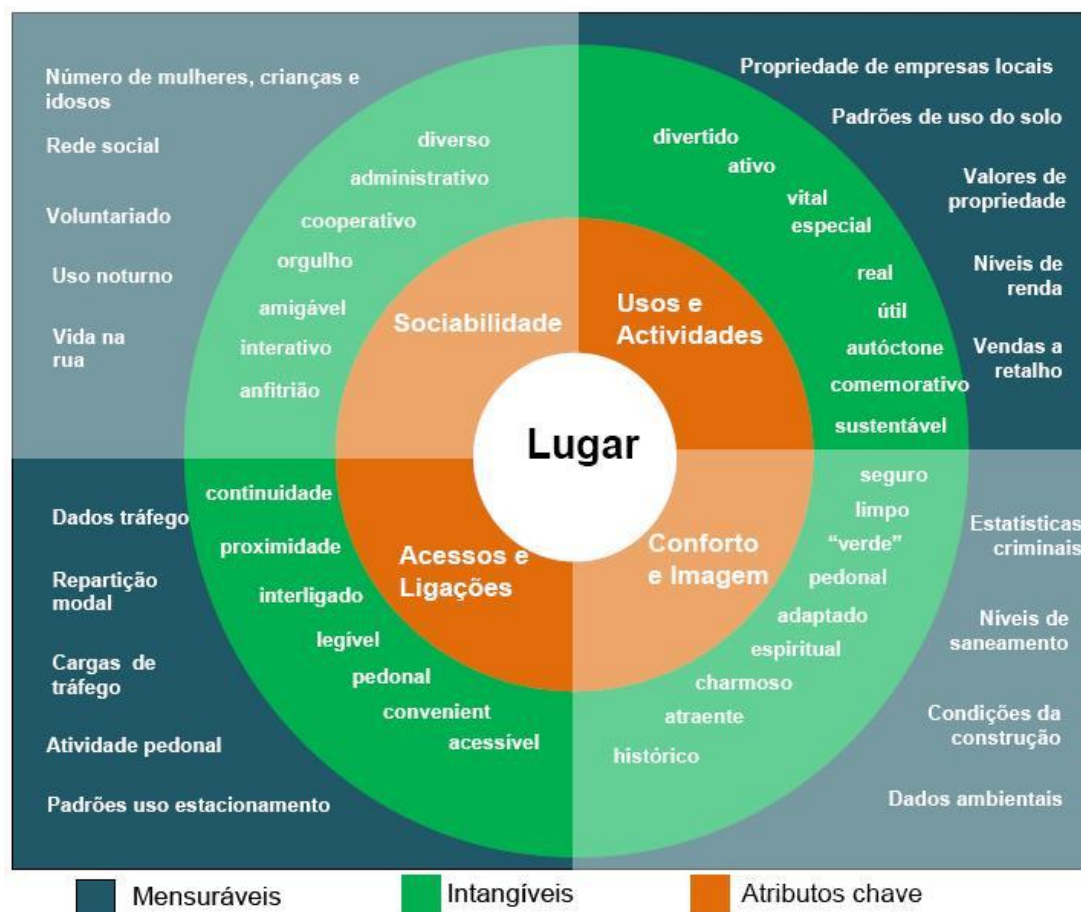 Número de mulheres, crianças e
idosos
Rede social
Voluntariado
Uso noturno
Vida na
rua
diverso
administrativo
cooperativo
orgulho
amigável
interativo
anfitrião
Sociabilidade
Propriedade de empresas locais
Padrões de uso do solo
Valores de
propriedade
Níveis de
renda
Vendas a
retalho
divertido
ativo
vital
especial
real
útil
autóctone
comemorativo
sustentável
Usos e
Actividades
Lugar
Dados tráfego
Repartição
modal
Cargas de
tráfego
Atividade pedonal
Padrões uso estacionamento
continuidade
proximidade
interligado
legível
pedonal
convenient
acessível
Acessos e
Ligações
Conforto
e Imagem
seguro
limpo
“verde”
pedonal
adaptado
espiritual
charmoso
atraente
histórico
Estatísticas
criminais
Níveis de
saneamento
Condições da
construção
Dados ambientais
Mensuráveis
Intangíveis
Atributos chave